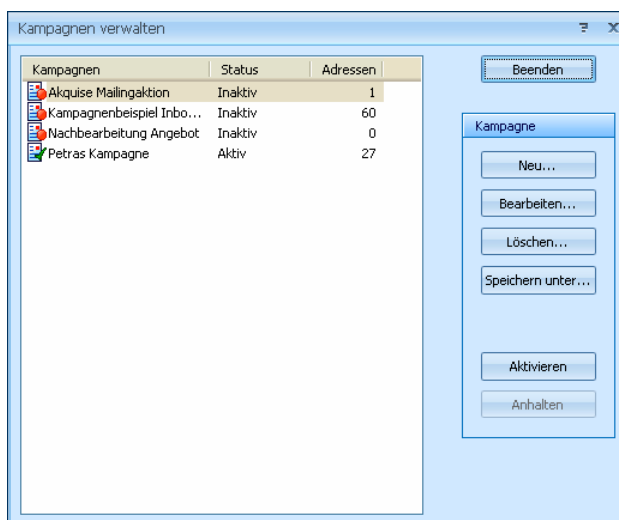 Kampagnen verwalten
Kampagnen Status Adressen
Akquise Mailingaktion Inaktiv 1
Kampagnenbeispiel Inbo... Inaktiv 60
Nachbearbeitung Angebot Inaktiv 0
Petras Kampagne Aktiv 27
Beenden
Kampagne
Neu...
Bearbeiten...
Löschen...
Speichern unter...
Aktivieren
Anhalten